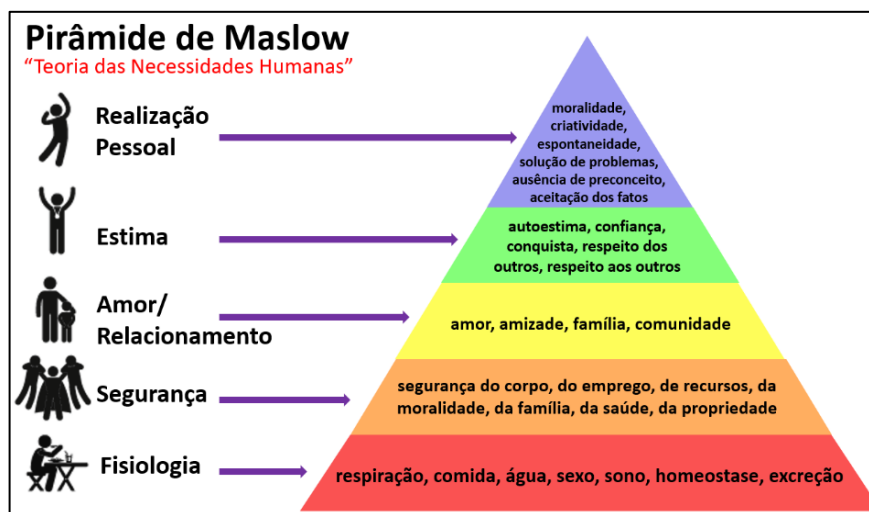 Pirâmide de Maslow
“Teoria das Necessidades Humanas”
Realização
Pessoal
moralidade,
criatividade,
espontaneidade,
solução de problemas,
ausência de preconceito,
aceitação dos fatos
Estima
autoestima, confiança,
conquista, respeito dos
outros, respeito aos outros
Amor/
Relacionamento
amor, amizade, família, comunidade
Segurança
segurança do corpo, do emprego, de recursos, da
moralidade, da família, da saúde, da propriedade
Fisiologia
respiração, comida, água, sexo, sono, homeostase, excreção